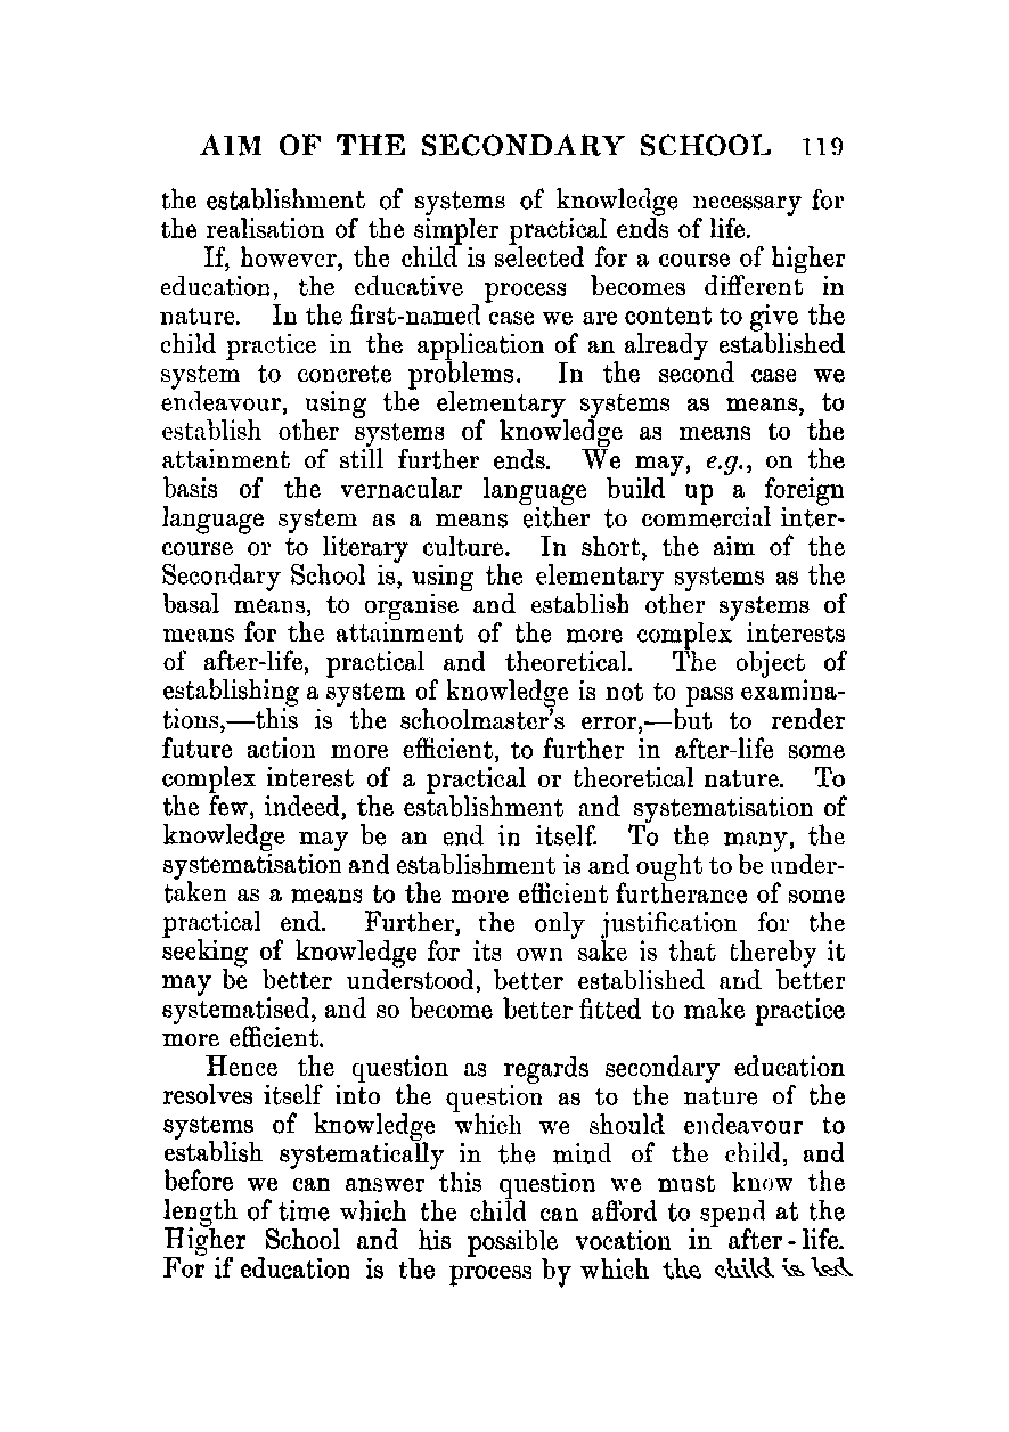 AIM OF THE SECONDARY SCHOOL 119
the establishment of systems of knowledge necessary for
the realisation of the simpler practical ends of life.
If, however, the child is selected for a course of higher
education, the educative process becomes different in
nature. In the first-named case we are content to give the
child practice in the application of an already established
system to concrete problems. In the second case we
endeavour, using the elementary systems as means, to
establish other systems of knowledge as means to the
attainment of still further ends. We may, e.g., on the
basis of the vernacular language build up a foreign
language system as a means either to commercial inter-
course or to literary culture. In short, the aim of the
Secondary School is, using the elementary systems as the
basal means, to organise and establish other systems of
means for the attainment of the more complex interests
of after-life, practical and theoretical. The object of
establishing a system of knowledge is not to pass examina-
tions,—this is the schoolmaster's error,—but to render
future action more efficient, to further in after-life some
complex interest of a practical or theoretical nature. To
the few, indeed, the establishment and systematisation of
knowledge may be an end in itself. To the many, the
systematisation and establishment is and ought to be under-
taken as a means to the more efficient furtherance of some
practical end. Further, the only justification for the
seeking of knowledge for its own sake is that thereby it
may be better understood, better established and better
systematised, and so become better fitted to make practice
more efficient.
Hence the question as regards secondary education
resolves itself into the question as to the nature of the
systems of knowledge which we should endeavour to
establish systematically in the mind of the child, and
before we can answer this question we must know the
length of time which the child can afford to spend at the
Higher School and his possible vocation in after-life.
For if education is the process by which the child is led